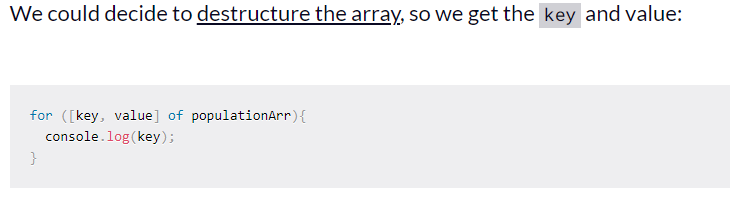 We could decide to destructure the array, so we get the key and value:
for ([key, value] of populationArr){
  console.log(key);
}